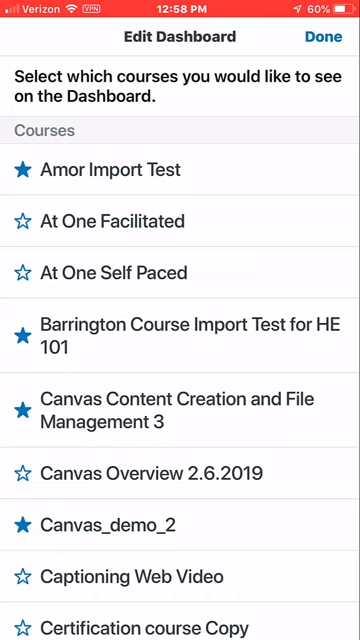 Verizon VPN 12:58 PM 60%
Edit Dashboard Done
Select which courses you would like to see
on the Dashboard.
Courses
Amor Import Test
At One Facilitated
At One Self Paced
Barrington Course Import Test for HE
101
Canvas Content Creation and File
Management 3
Canvas Overview 2.6.2019
Canvas_demo_2
Captioning Web Video
Certification course Copy